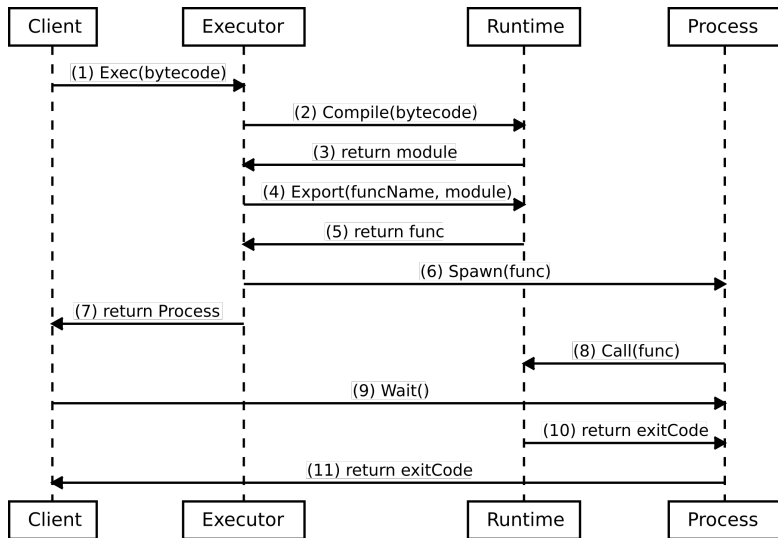 Client Executor Runtime Process
(1) Exec(bytecode)
(2) Compile(bytecode)
(3) return module
(4) Export(funcName, module)
(5) return func
(6) Spawn(func)
(7) return Process
(8) Call(func)
(9) Wait()
(10) return exitCode
(11) return exitCode
Client Executor Runtime Process